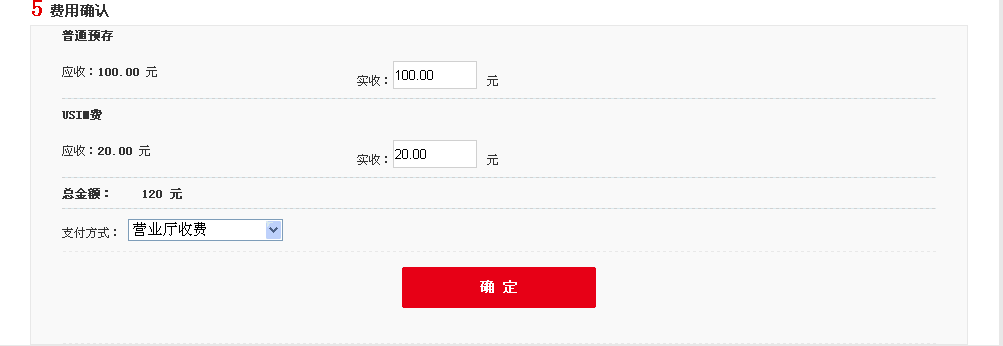 5 费用确认
普通预存
应收：100.00 元 实收：100.00 元
USIM费
应收：20.00 元 实收：20.00 元
总金额： 120 元
支付方式： 营业厅收费
确 定